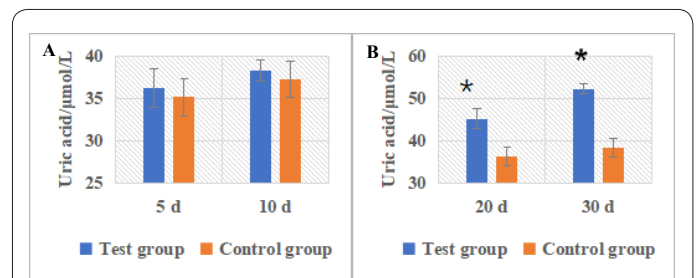 A
Uric acid/μmol/L
40
35
30
25
5 d
10 d
Test group
Control group
B
Uric acid/μmol/L
60
50
40
30
*
*
20 d
30 d
Test group
Control group